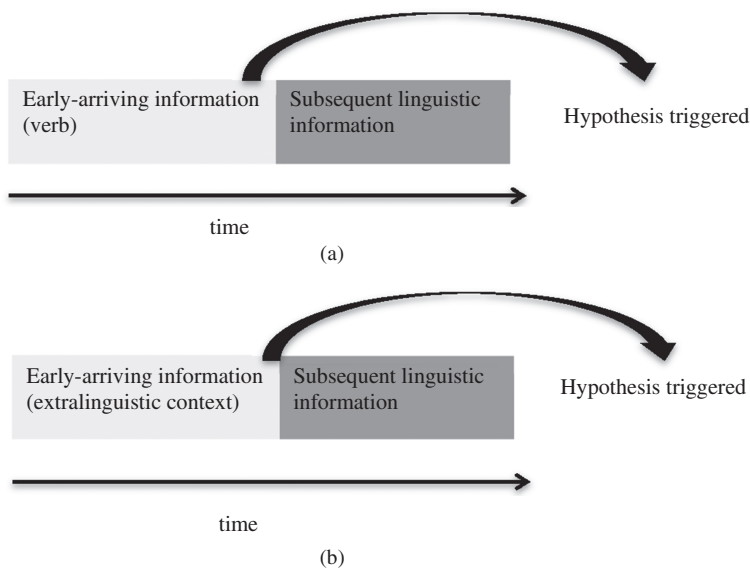 Early-arriving information
(verb)
Subsequent linguistic
information
Hypothesis triggered
time
(a)
Early-arriving information
(extralinguistic context)
Subsequent linguistic
information
Hypothesis triggered
time
(b)